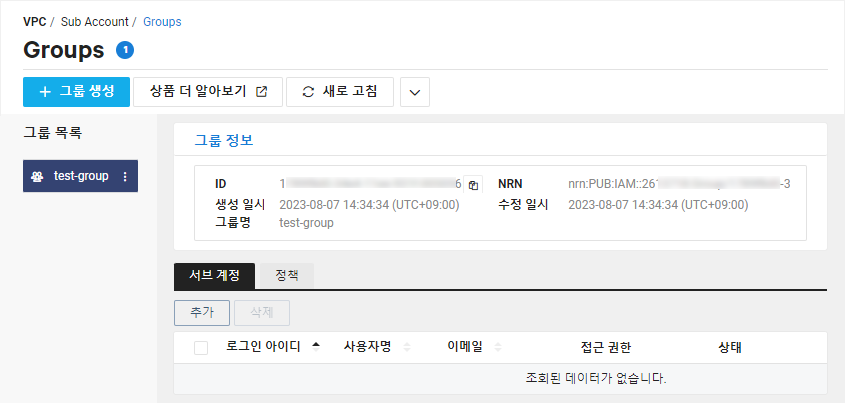 VPC / Sub Account / Groups
Groups 1
그룹 생성 상품 더 알아보기 새로 고침
그룹 목록
test-group
그룹 정보
ID 1 6 NRN nrn:PUB:IAM::26 -3
생성 일시 2023-08-07 14:34:34 (UTC+09:00) 수정 일시 2023-08-07 14:34:34 (UTC+09:00)
그룹명 test-group
서브 계정 정책
추가 삭제
로그인 아이디 사용자명 이메일 접근 권한 상태
조회된 데이터가 없습니다.